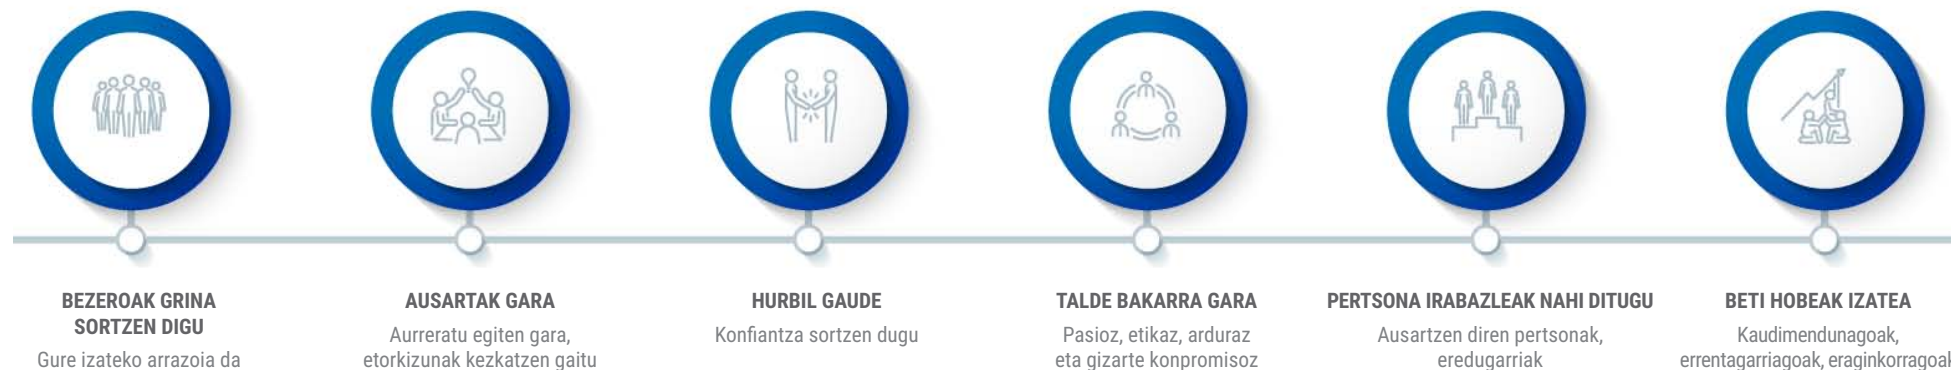 BEZEROAK GRINA
SORTZEN DIGU
Gure izateko arrazoia da
AUSARTAK GARA
Aurreratu egiten gara,
etorkizunak kezkatzen gaitu
HURBIL GAUDE
Konfiantza sortzen dugu
TALDE BAKARRA GARA
Pasioz, etikaz, arduraz
eta gizarte konpromisoz
PERTSONA IRABAZLEAK NAHI DITUGU
Ausartzen diren pertsonak,
eredugarriak
BETI HOBEAK IZATEA
Kaudimendunagoak,
errentagarriagoak, eraginkorragoak